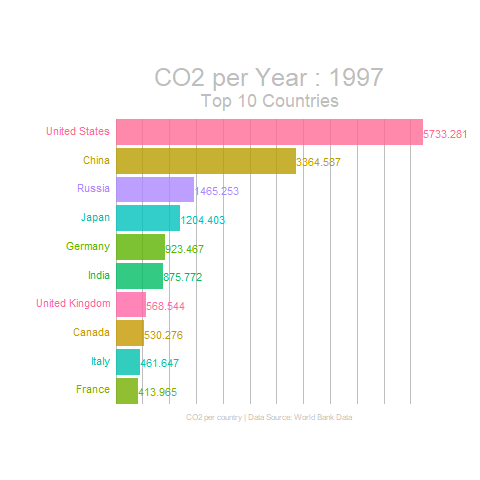 CO2 per Year : 1997
Top 10 Countries
United States 5733.281
China 3364.587
Russia 1465.253
Japan 1204.403
Germany 923.467
India 875.772
United Kingdom 568.544
Canada 530.276
Italy 461.647
France 413.965
CO2 per country | Data Source: World Bank Data